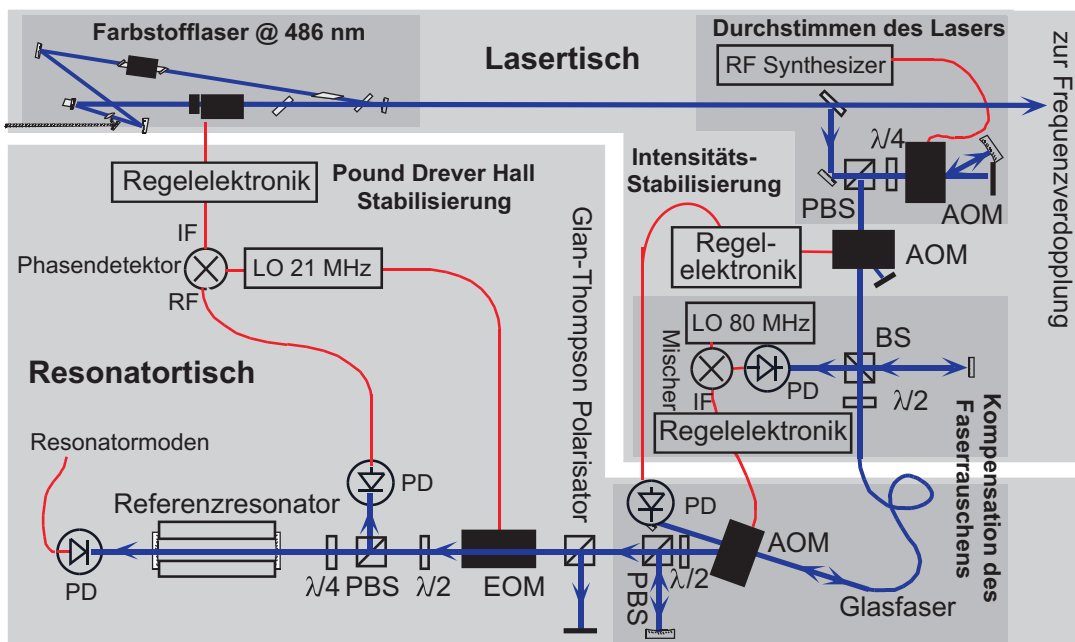 Farbstofflaser @ 486 nm
Lasertisch
Durchstimmen des Lasers
RF Synthesizer
zur Frequenzverdopplung
λ/4
PBS
AOM
Regelelektronik
Pound Drever Hall
Stabilisierung
Intensitäts-
Stabilisierung
Regel-
elektronik
AOM
IF
Phasendetektor
LO 21 MHz
RF
Glan-Thompson Polarisator
LO 80 MHz
Mischer
IF
PD
BS
λ/2
Regelelektronik
Kompensation des
Faserrauschens
Resonatortisch
Resonatormoden
Referenzresonator
PD
PD
λ/4
PBS
λ/2
EOM
PD
PBS
λ/2
AOM
Glasfaser